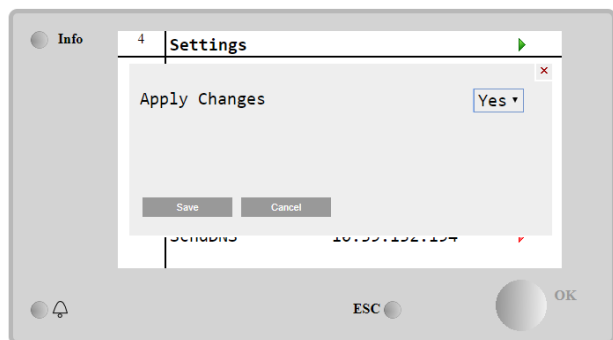 Info
4 Settings
Apply Changes Yes
Save Cancel
ESC OK